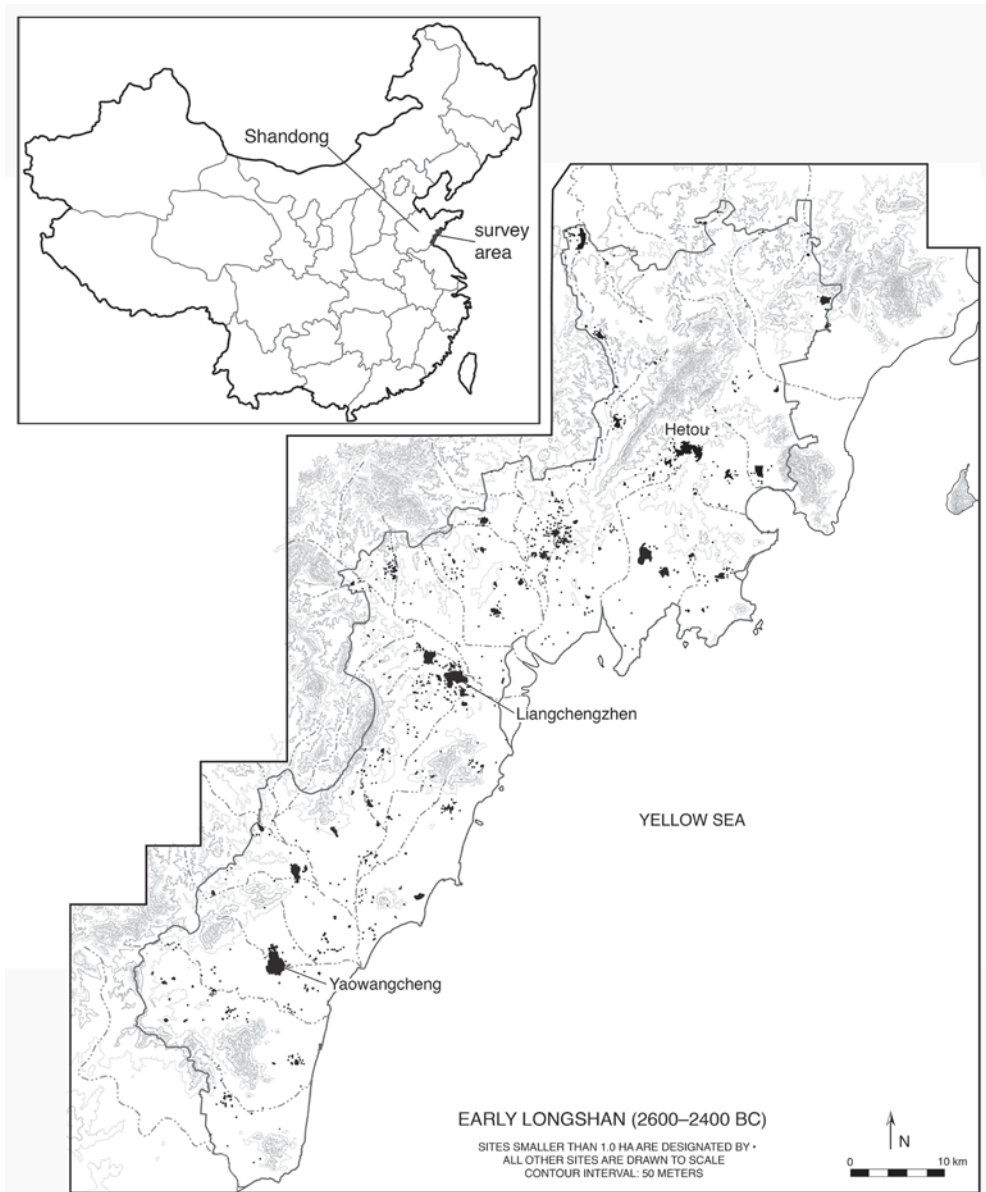 Shandong
survey
area
Hetou
Liangchengzhen
YELLOW SEA
Yaowangcheng
EARLY LONGSHAN (2600–2400 BC)
SITES SMALLER THAN 1.0 HA ARE DESIGNATED BY •
ALL OTHER SITES ARE DRAWN TO SCALE
CONTOUR INTERVAL: 50 METERS
N
0 10 km